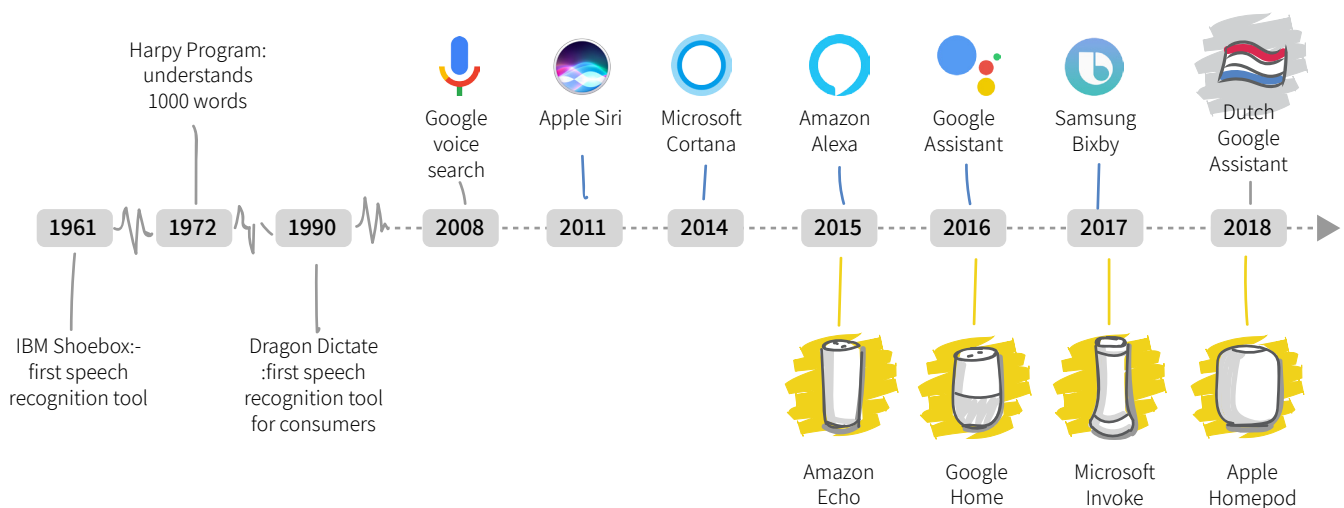 Harpy Program:
understands
1000 words
Google
voice
search
Apple Siri
Microsoft
Cortana
Amazon
Alexa
Google
Assistant
Samsung
Bixby
Dutch
Google
Assistant
1961
1972
1990
2008
2011
2014
2015
2016
2017
2018
IBM Shoebox:-
first speech
recognition tool
Dragon Dictate
:first speech
recognition tool
for consumers
Amazon
Echo
Google
Home
Microsoft
Invoke
Apple
Homepod